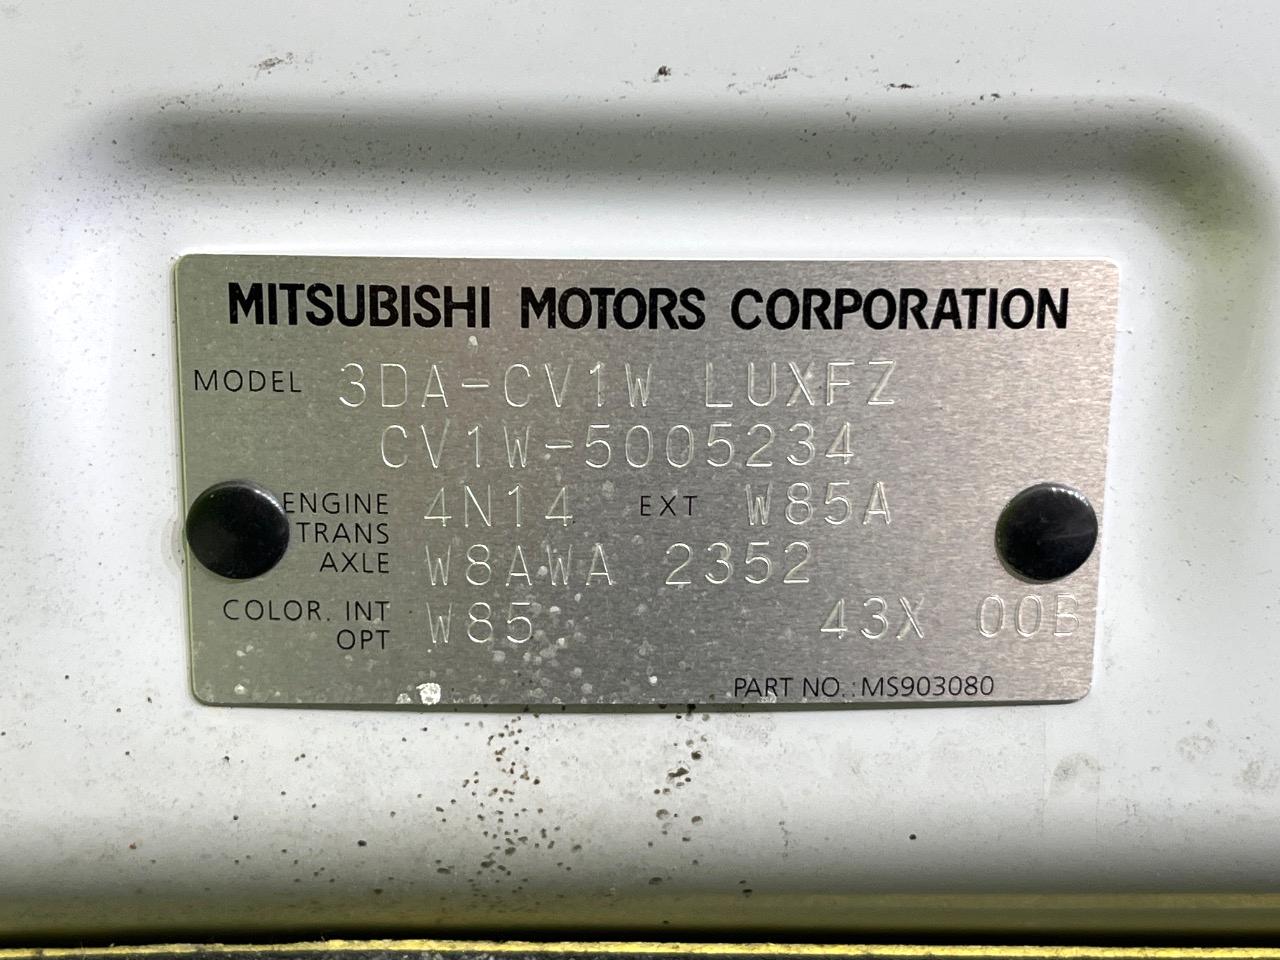 MITSUBISHI MOTORS CORPORATION
MODEL 3DA-CV1W LUXFZ
CV1W-5005234
ENGINE 4N14 EXT W85A
TRANS
AXLE W8AWA 2352
COLOR. INT
OPT W85 43X 00B
PART NO.: MS903080